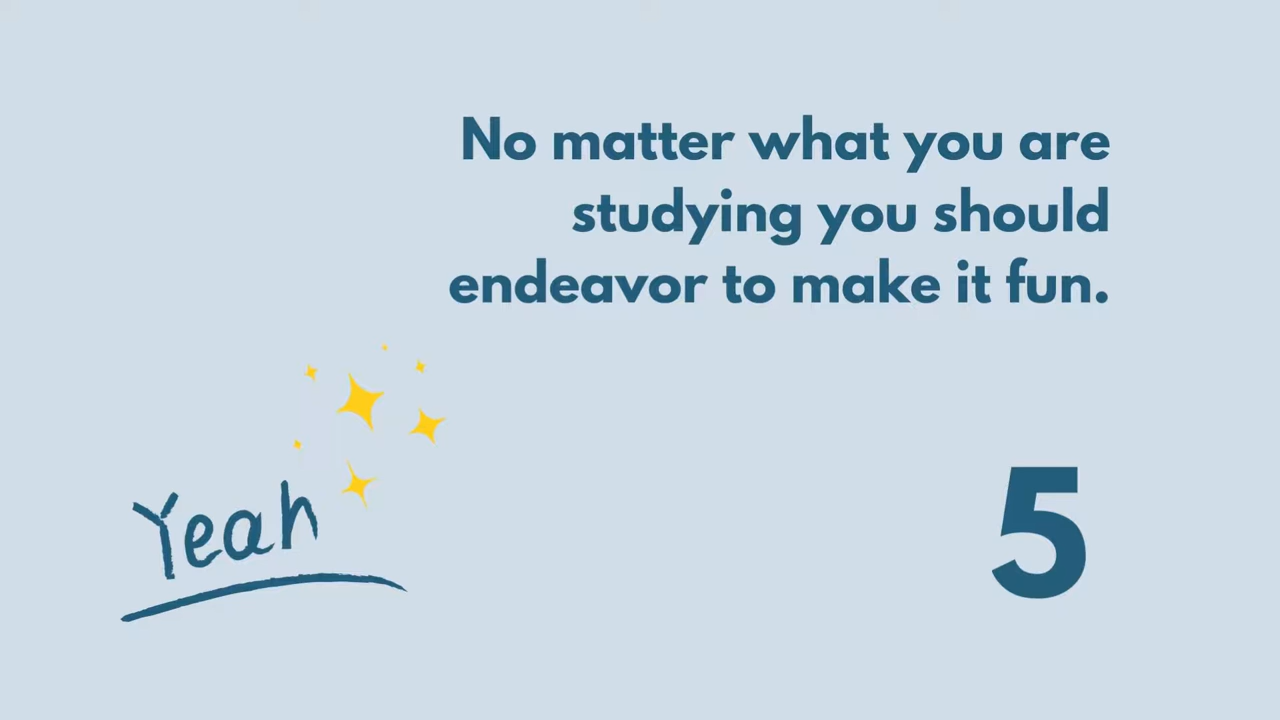 No matter what you are
studying you should
endeavor to make it fun.
Yeah
5